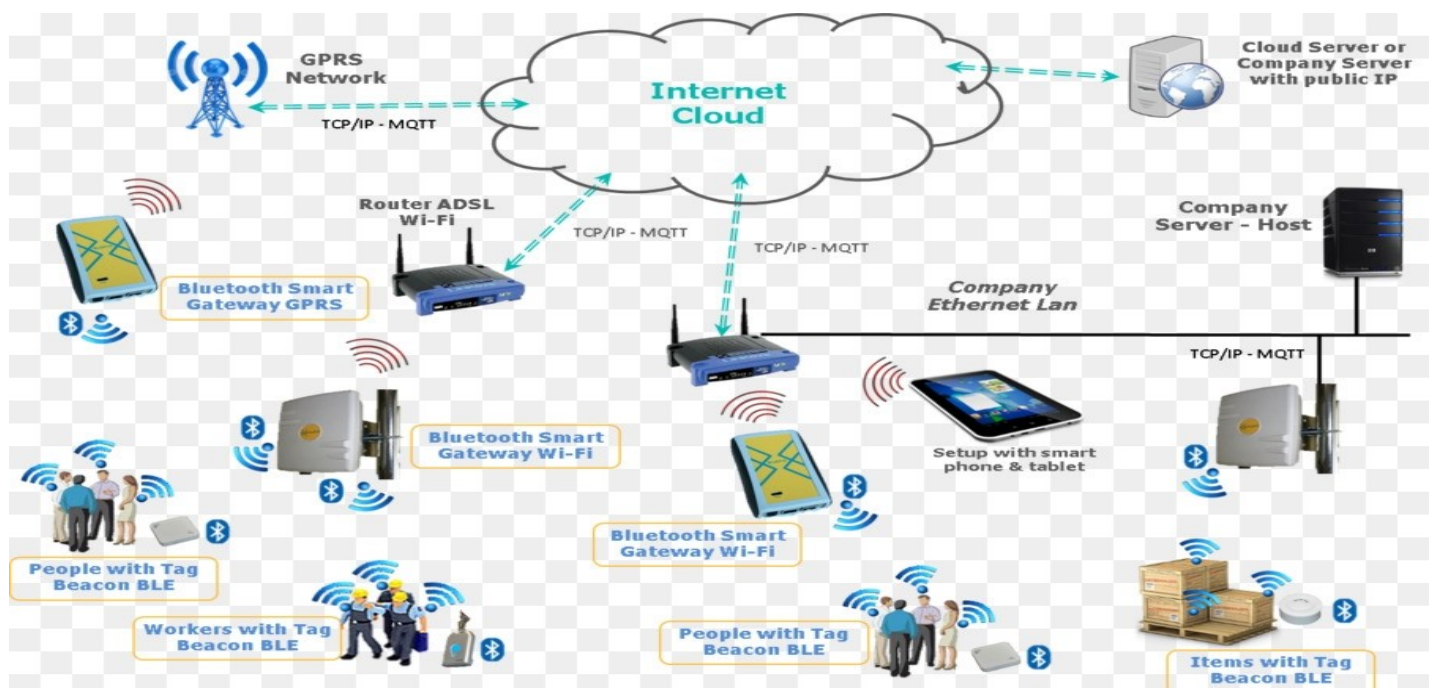 GPRS
Network
TCP/IP - MQTT
Internet
Cloud
Cloud Server or
Company Server
with public IP
Router ADSL
Wi-Fi
TCP/IP - MQTT
TCP/IP - MQTT
Company
Server - Host
Bluetooth Smart
Gateway GPRS
Company
Ethernet Lan
TCP/IP - MQTT
Bluetooth Smart
Gateway Wi-Fi
Setup with smart
phone & tablet
Bluetooth Smart
Gateway Wi-Fi
People with Tag
Beacon BLE
Workers with Tag
Beacon BLE
People with Tag
Beacon BLE
Items with Tag
Beacon BLE